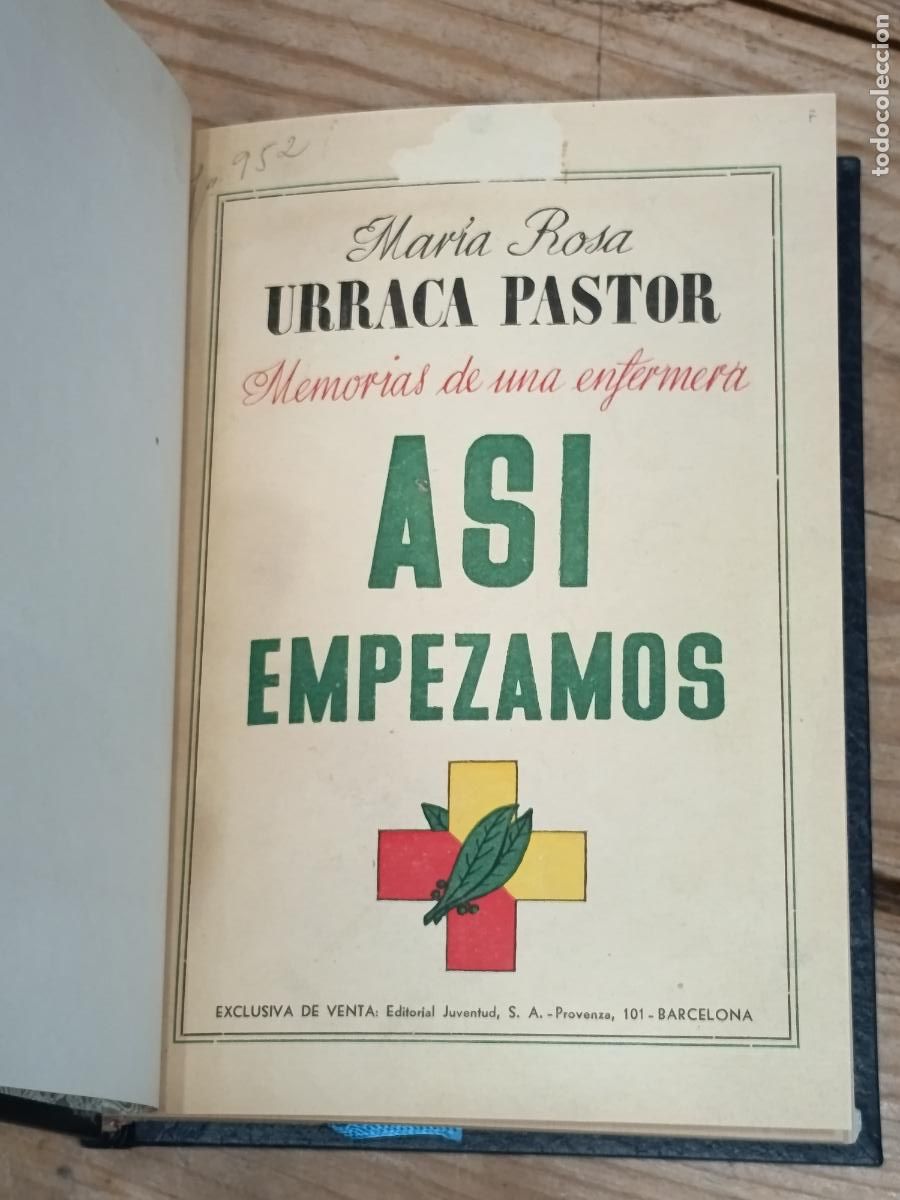 todocoleccion
952
F
María Rosa
URRACA PASTOR
Memorias de una enfermera
ASI
EMPEZAMOS
EXCLUSIVA DE VENTA: Editorial Juventud, S. A. - Provenza, 101 - BARCELONA